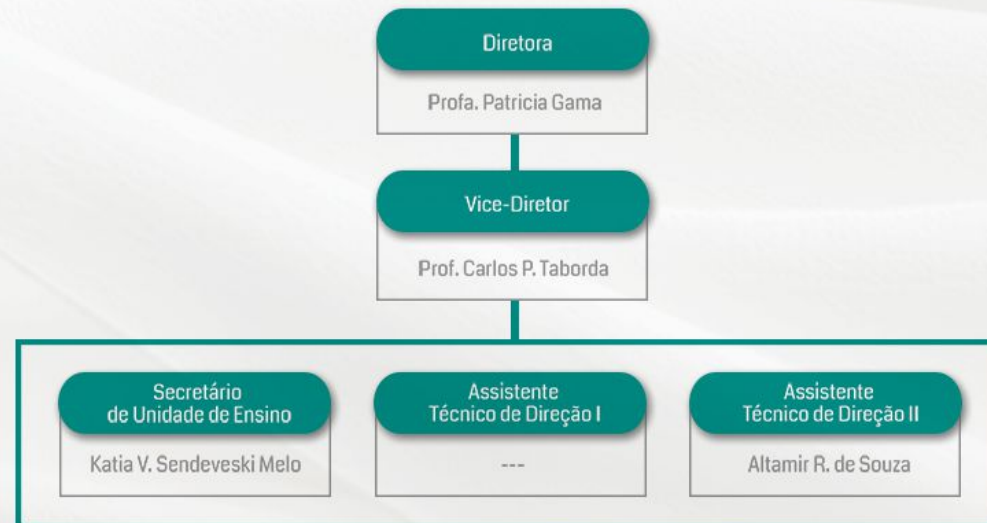 Diretora
Profa. Patricia Gama
Vice-Diretor
Prof. Carlos P. Taborda
Secretário
de Unidade de Ensino
Katia V. Sendeveski Melo
Assistente
Técnico de Direção I
---
Assistente
Técnico de Direção II
Altamir R. de Souza